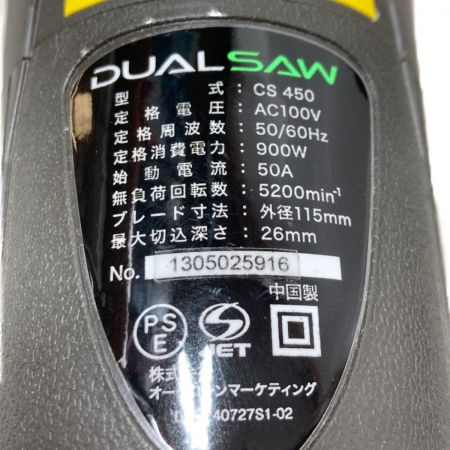 DUALSAW
型式：CS 450
定格電圧：AC100V
定格周波数：50/60Hz
定格消費電力：900W
始動電流：50A
無負荷回転数：5200min⁻¹
ブレード寸法：外径115mm
最大切込深さ：26mm
No. 1305025916
中国製
PS
E
JET
株式
マーケティング
40727S1-02